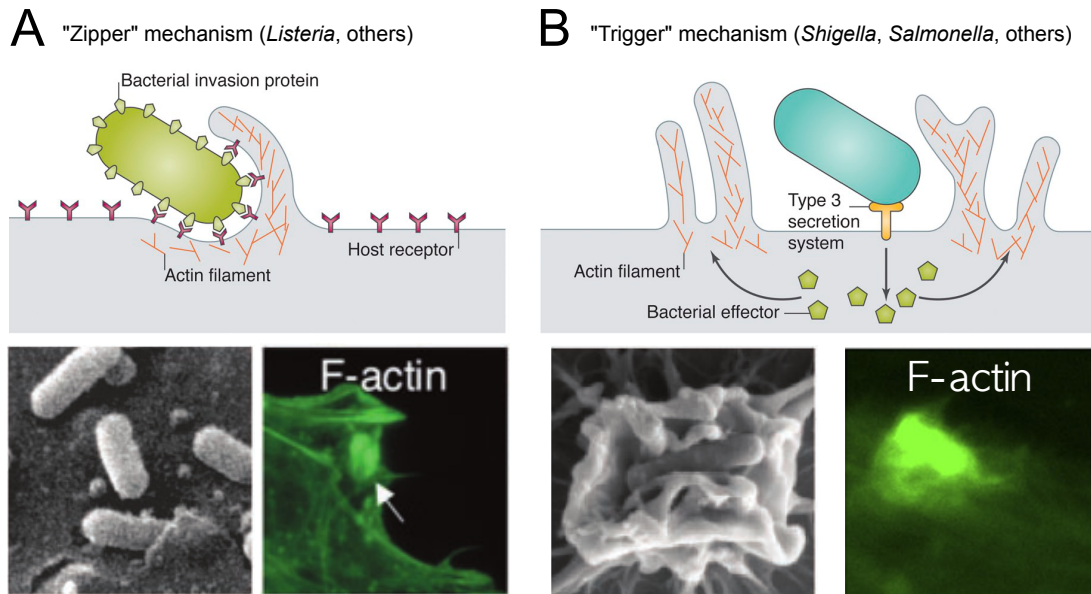 A "Zipper" mechanism (Listeria, others)
Bacterial invasion protein
Host receptor
Actin filament
F-actin
B "Trigger" mechanism (Shigella, Salmonella, others)
Type 3
secretion
system
Actin filament
Bacterial effector
F-actin